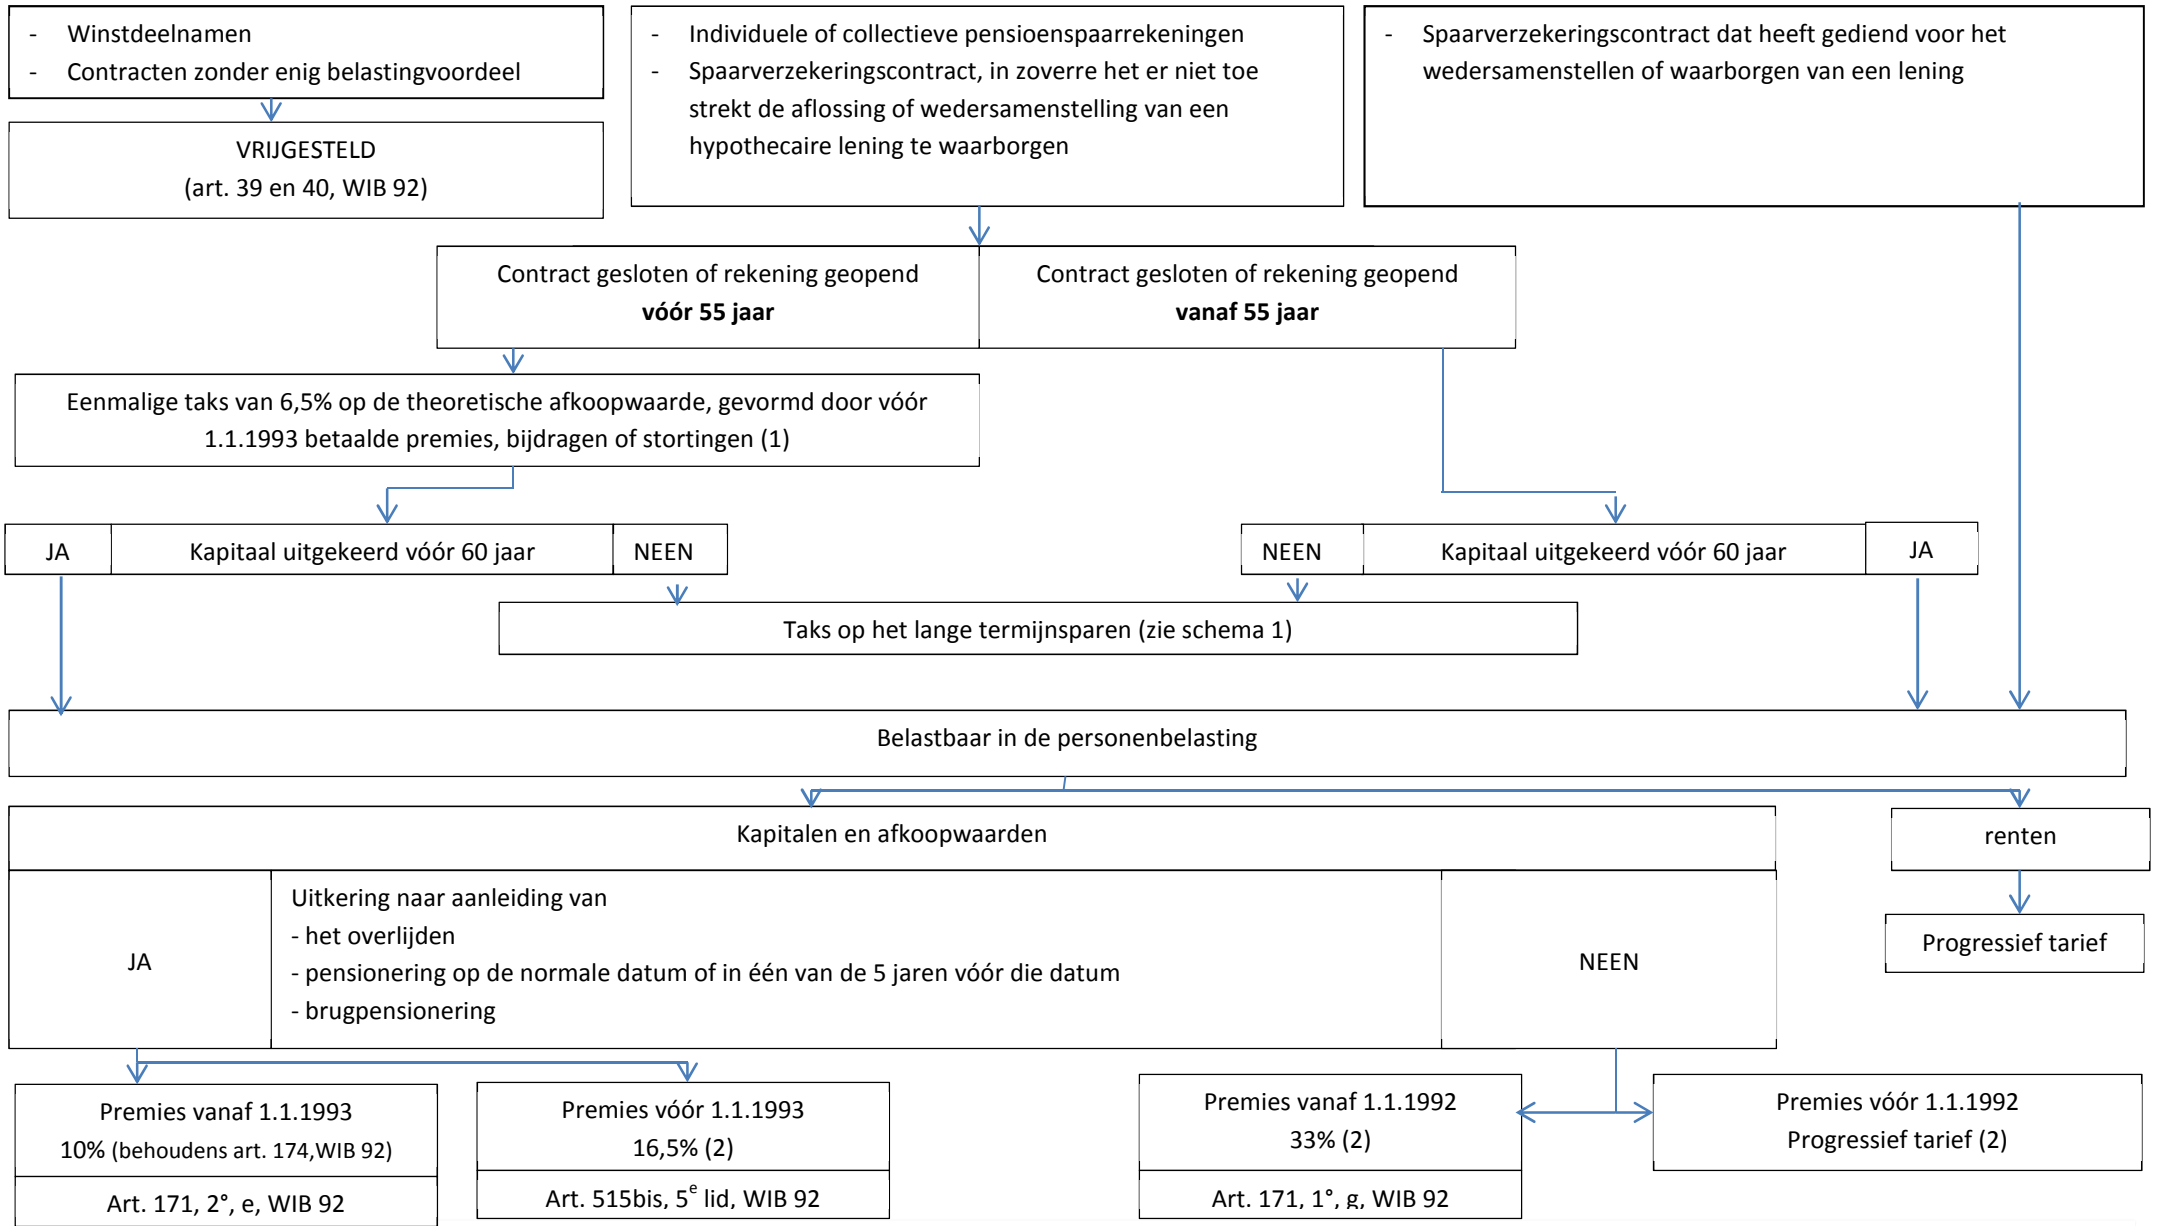 - Winstdeelnamen
- Contracten zonder enig belastingvoordeel
VRIJGESTELD
(art. 39 en 40, WIB 92)
- Individuele of collectieve pensioenspaarrekeningen
- Spaarverzekeringscontract, in zoverre het er niet toe
strekt de aflossing of wedersamenstelling van een
hypothecaire lening te waarborgen
- Spaarverzekeringscontract dat heeft gediend voor het
wedersamenstellen of waarborgen van een lening
Contract gesloten of rekening geopend
vóór 55 jaar
Contract gesloten of rekening geopend
vanaf 55 jaar
Eenmalige taks van 6,5% op de theoretische afkoopwaarde, gevormd door vóór
1.1.1993 betaalde premies, bijdragen of stortingen (1)
JA
Kapitaal uitgekeerd vóór 60 jaar
NEEN
NEEN
Kapitaal uitgekeerd vóór 60 jaar
JA
Taks op het lange termijnsparen (zie schema 1)
Belastbaar in de personenbelasting
Kapitalen en afkoopwaarden
renten
JA
Uitkering naar aanleiding van
- het overlijden
- pensionering op de normale datum of in één van de 5 jaren vóór die datum
- brugpensionering
NEEN
Progressief tarief
Premies vanaf 1.1.1993
10% (behoudens art. 174,WIB 92)
Art. 171, 2°, e, WIB 92
Premies vóór 1.1.1993
16,5% (2)
Art. 515bis, 5e lid, WIB 92
Premies vanaf 1.1.1992
33% (2)
Art. 171, 1°, g, WIB 92
Premies vóór 1.1.1992
Progressief tarief (2)